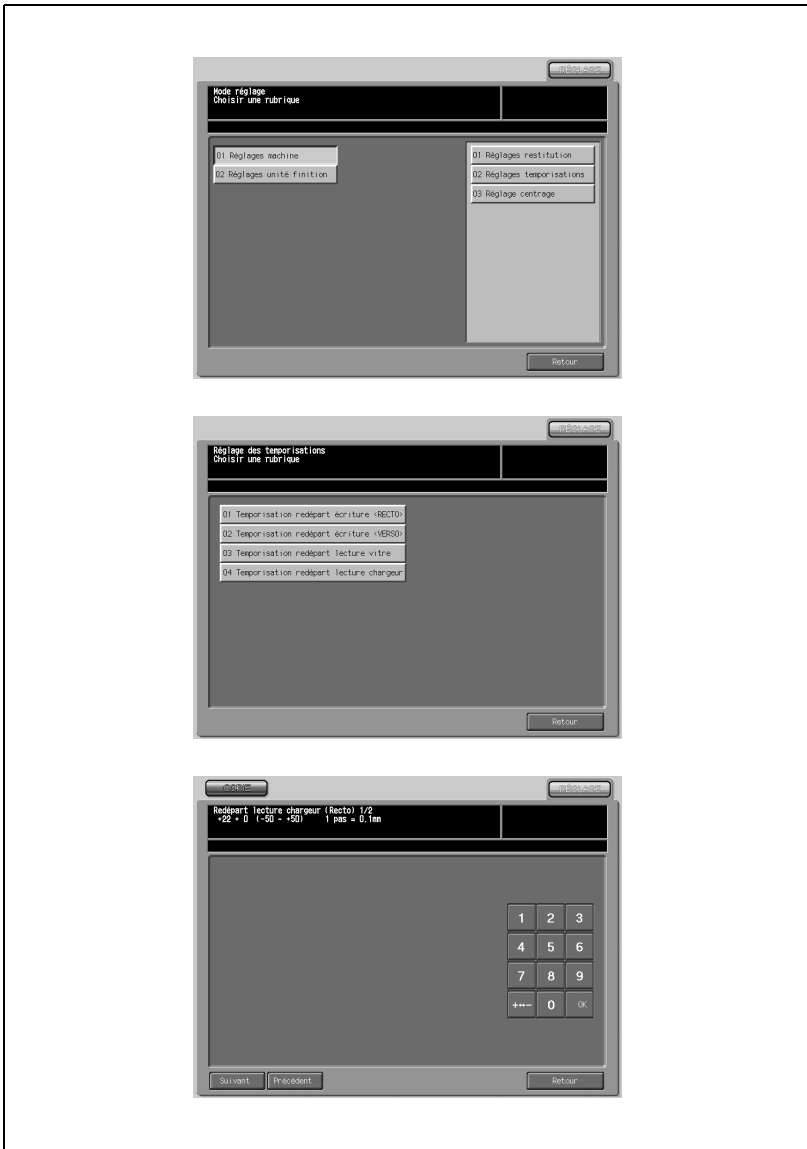 RÉGLAGE
Mode réglage
Choisir une rubrique
01 Réglages machine
02 Réglages unité finition
01 Réglages restitution
02 Réglages temporisations
03 Réglage centrage
Retour
RÉGLAGE
Réglage des temporisations
Choisir une rubrique
01 Temporisation redépart écriture <RECTO>
02 Temporisation redépart écriture <VERSO>
03 Temporisation redépart lecture vitre
04 Temporisation redépart lecture chargeur
Retour
COPIE
RÉGLAGE
Redépart lecture chargeur (Recto) 1/2
+22 + 0 (-50 ~ +50) 1 pas = 0,1mm
1 2 3
4 5 6
7 8 9
+↔- 0 OK
Suivant Précédent Retour